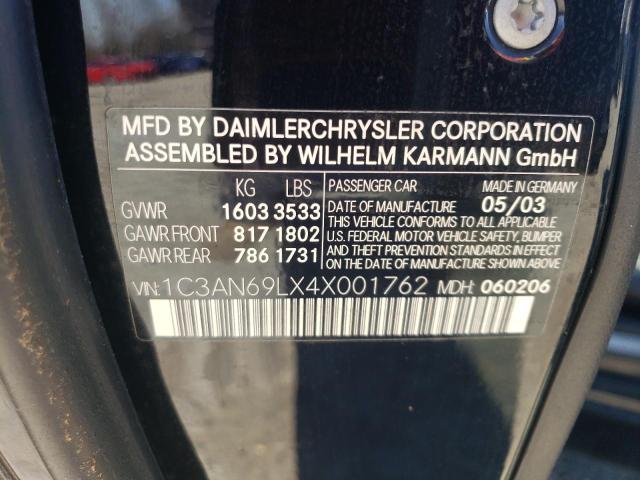 MFD BY DAIMLERCHRYSLER CORPORATION
ASSEMBLED BY WILHELM KARMANN GmbH
KG LBS
GVWR 1603 3533
GAWR FRONT 817 1802
GAWR REAR 786 1731
PASSENGER CAR MADE IN GERMANY
DATE OF MANUFACTURE 05/03
THIS VEHICLE CONFORMS TO ALL APPLICABLE
U.S. FEDERAL MOTOR VEHICLE SAFETY, BUMPER
AND THEFT PREVENTION STANDARDS IN EFFECT
ON THE DATE OF MANUFACTURE SHOWN ABOVE.
VIN: 1C3AN69LX4X001762 MDH: 060206